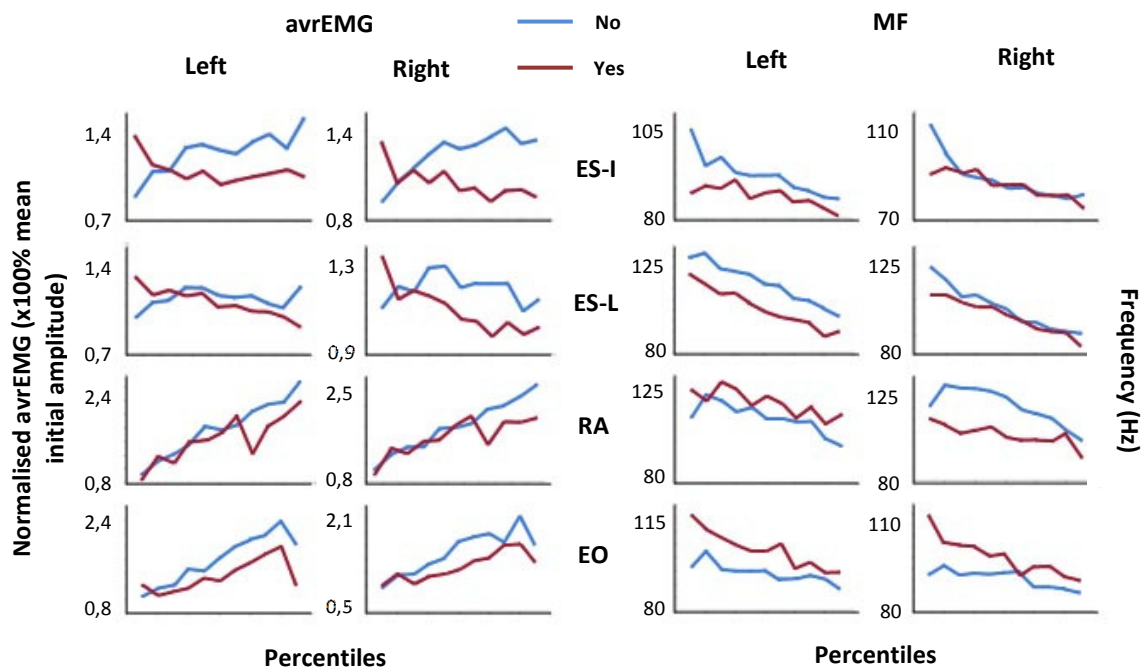 avrEMG
No
MF
Left
Right
Yes
Left
Right
Normalised avrEMG (x100% mean
initial amplitude)
1,4
0,7
1,4
0,8
ES-I
105
80
110
70
1,4
0,7
1,3
0,9
ES-L
125
80
125
80
2,4
0,8
2,5
0,8
RA
125
80
125
80
2,4
0,8
2,1
0,5
EO
115
80
110
80
Frequency (Hz)
Percentiles
Percentiles